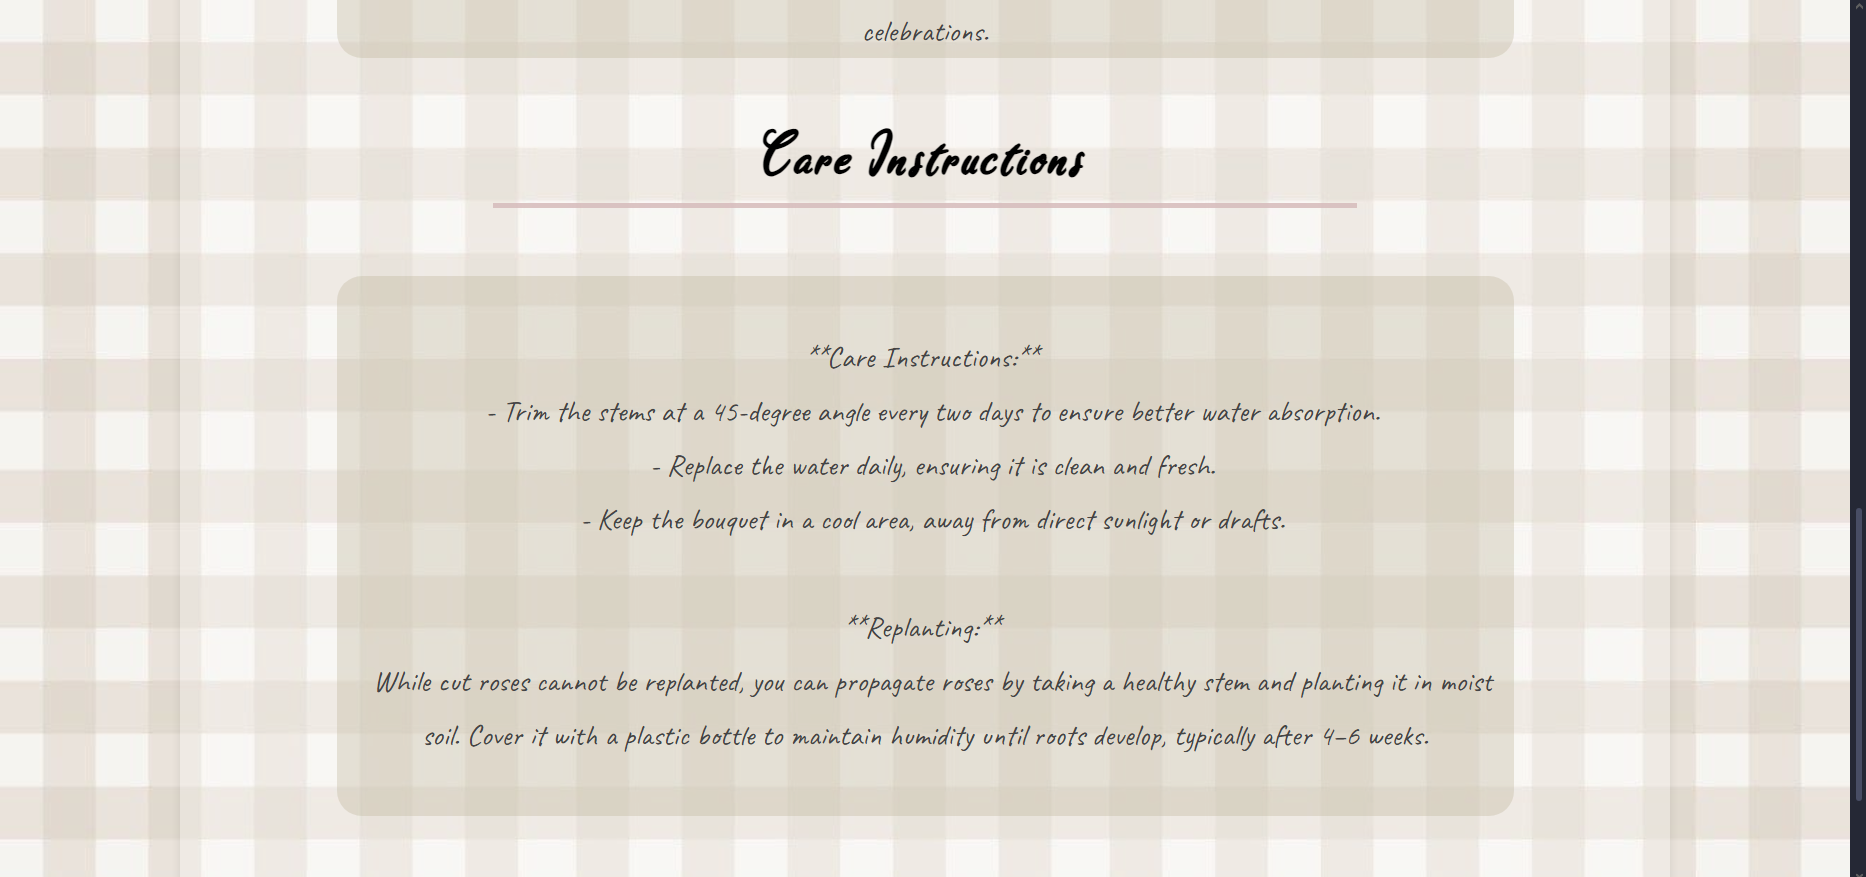 celebrations.
Care Instructions
**Care Instructions:**
- Trim the stems at a 45-degree angle every two days to ensure better water absorption.
- Replace the water daily, ensuring it is clean and fresh.
- Keep the bouquet in a cool area, away from direct sunlight or drafts.
**Replanting:**
While cut roses cannot be replanted, you can propagate roses by taking a healthy stem and planting it in moist
soil. Cover it with a plastic bottle to maintain humidity until roots develop, typically after 4–6 weeks.